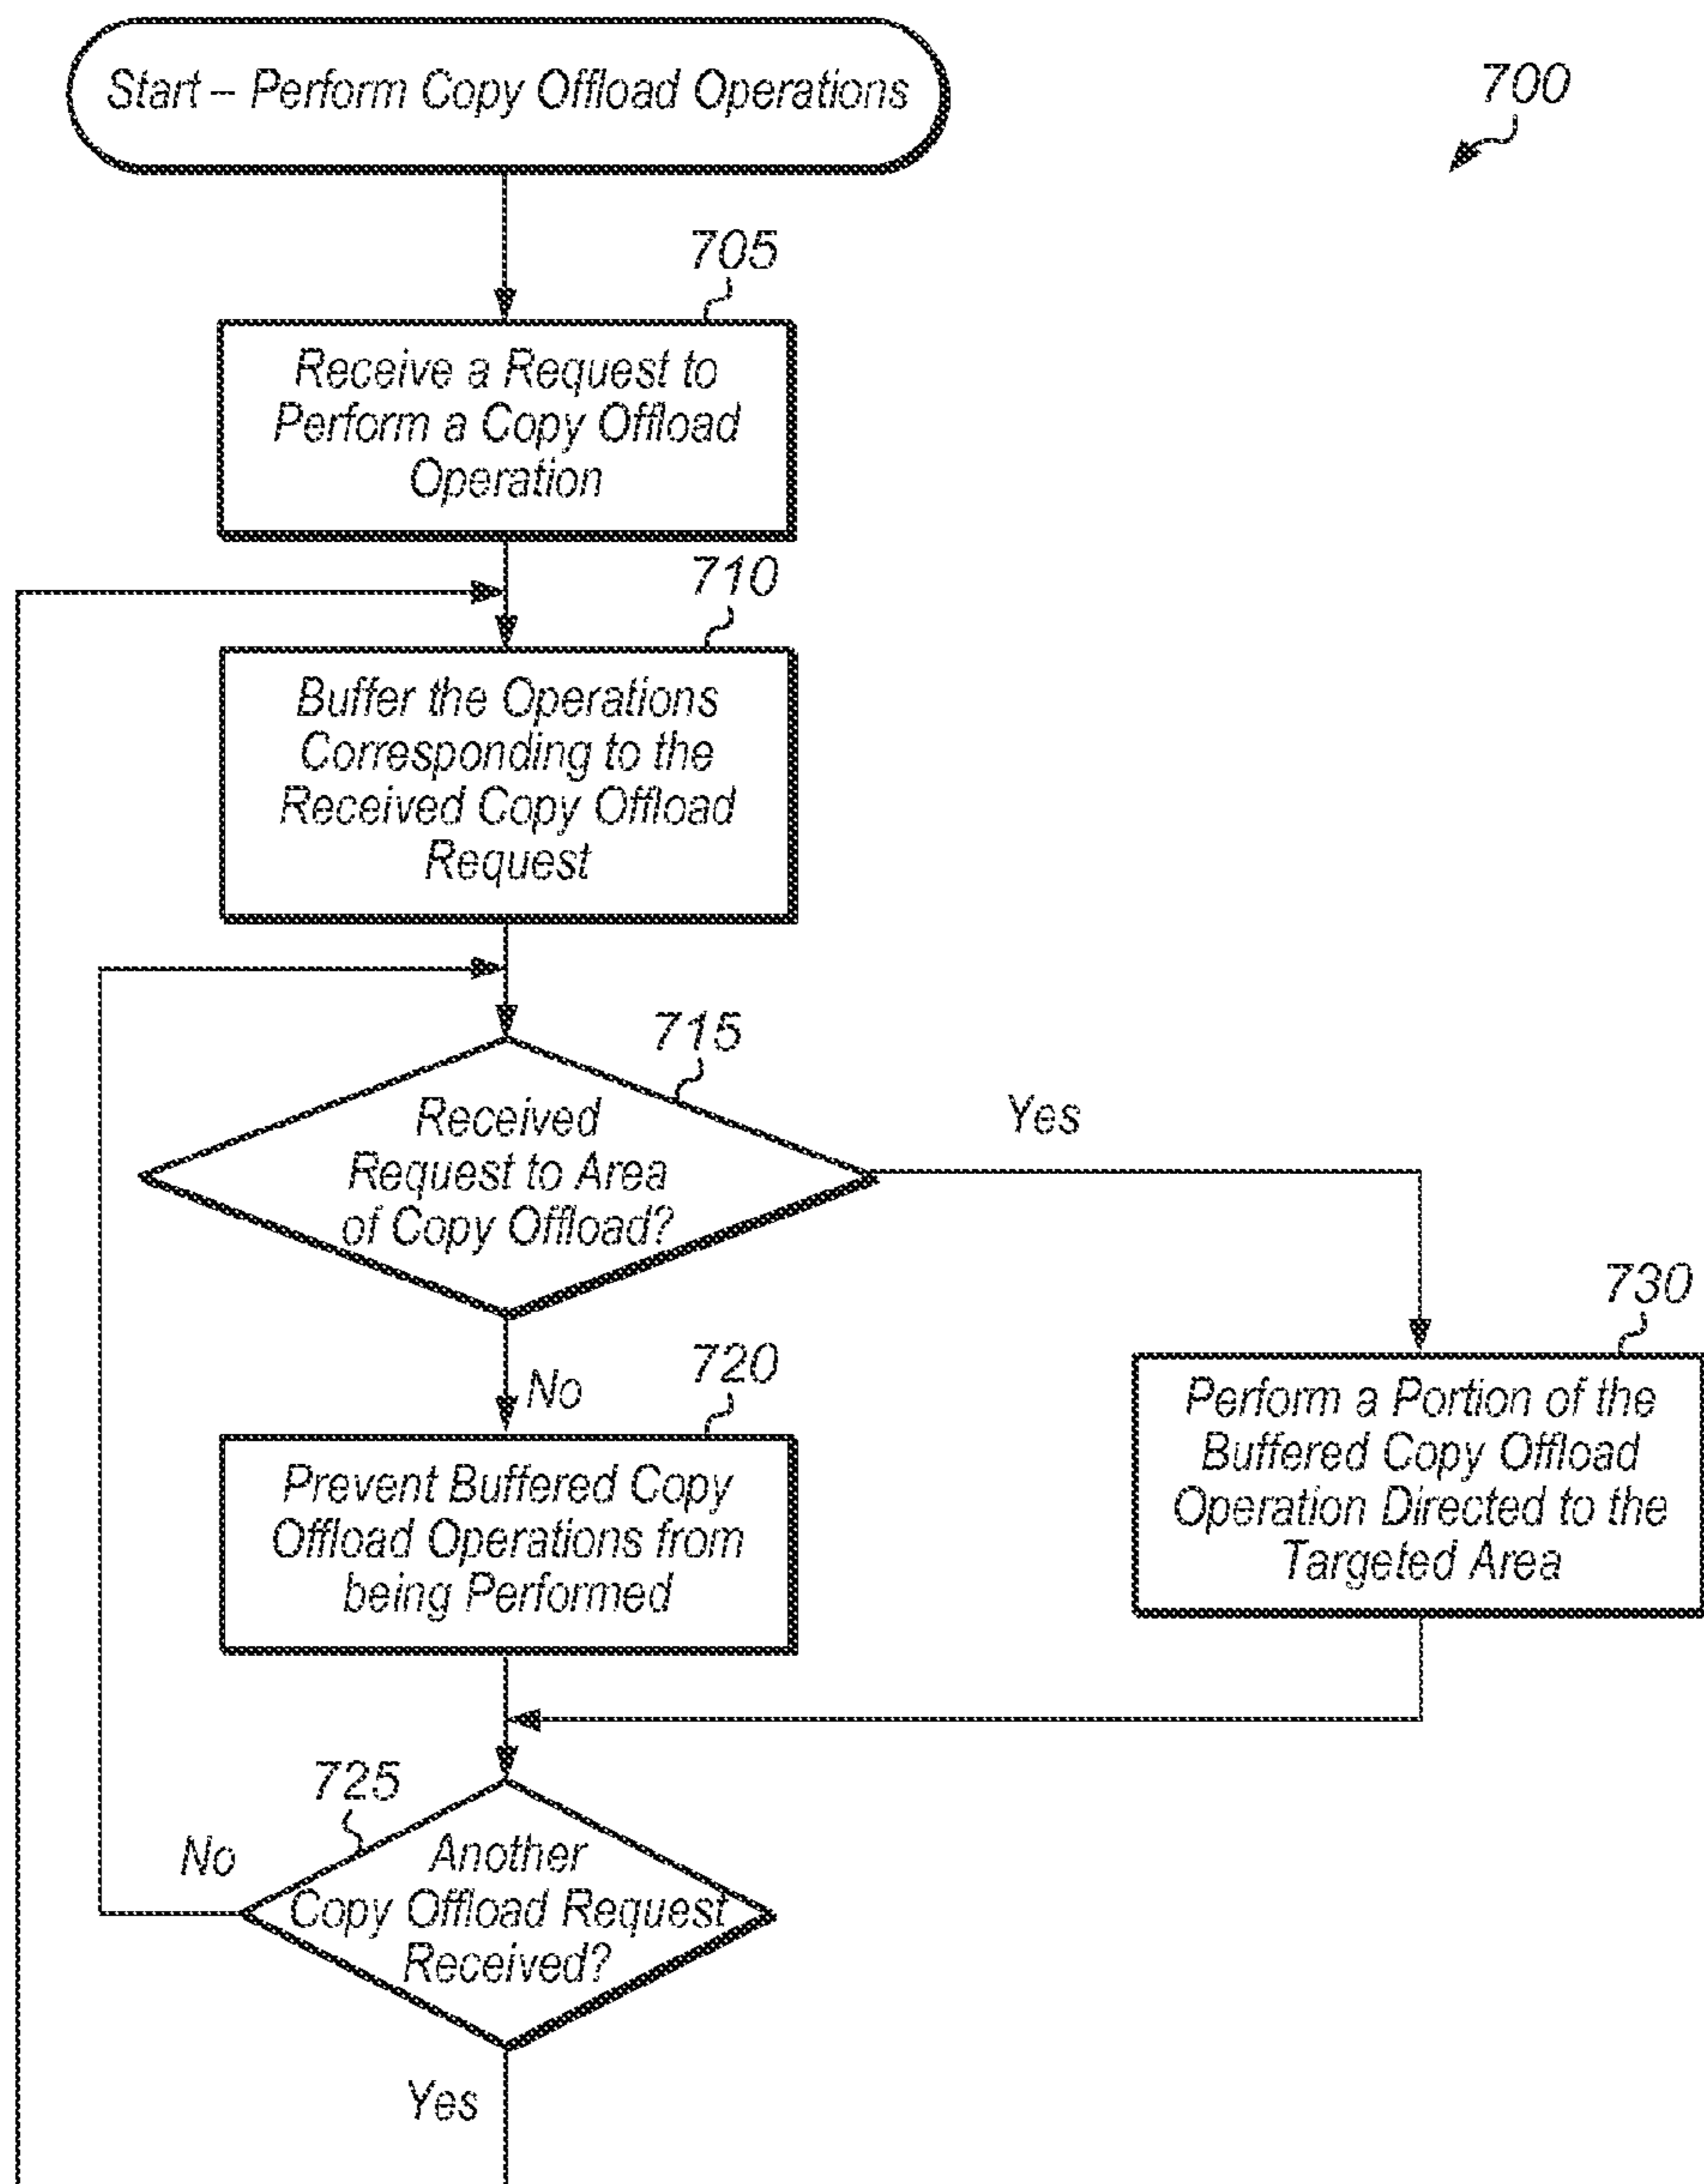 Start – Perform Copy Offload Operations
700
705
Receive a Request to
Perform a Copy Offload
Operation
710
Buffer the Operations
Corresponding to the
Received Copy Offload
Request
715
Received
Request to Area
of Copy Offload?
Yes
No
720
Prevent Buffered Copy
Offload Operations from
being Performed
730
Perform a Portion of the
Buffered Copy Offload
Operation Directed to the
Targeted Area
725
No
Another
Copy Offload Request
Received?
Yes